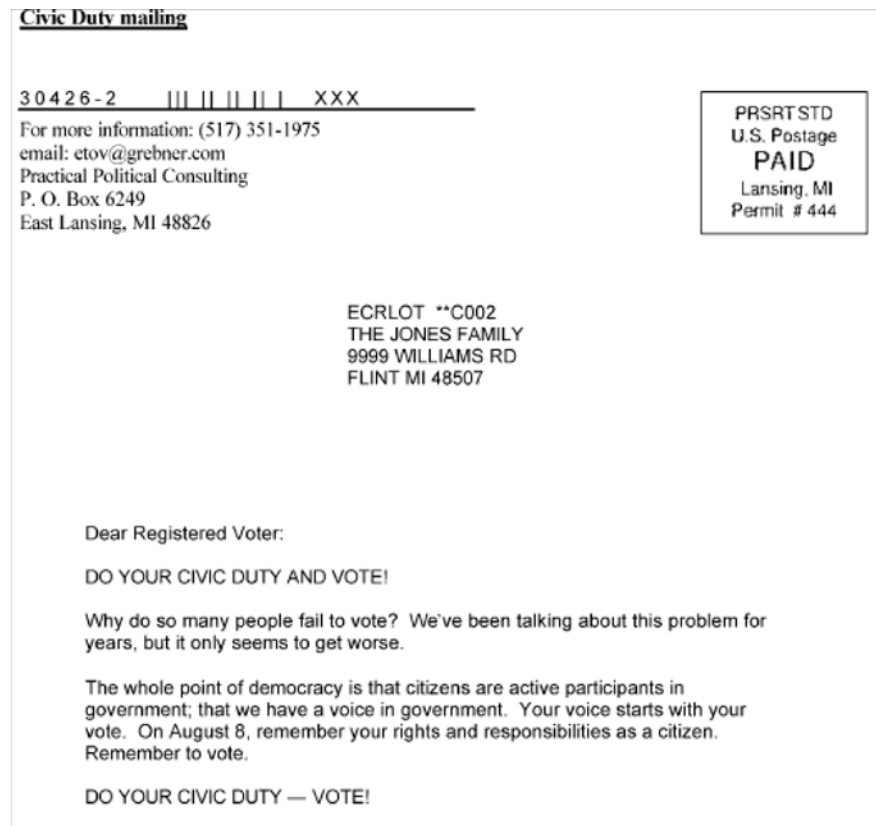 Civic Duty mailing
30426-2 ||| || || || | XXX
For more information: (517) 351-1975
email: etov@grebner.com
Practical Political Consulting
P. O. Box 6249
East Lansing, MI 48826
PRSRT STD
U.S. Postage
PAID
Lansing, MI
Permit # 444
ECRLOT **C002
THE JONES FAMILY
9999 WILLIAMS RD
FLINT MI 48507
Dear Registered Voter:
DO YOUR CIVIC DUTY AND VOTE!
Why do so many people fail to vote? We've been talking about this problem for
years, but it only seems to get worse.
The whole point of democracy is that citizens are active participants in
government; that we have a voice in government. Your voice starts with your
vote. On August 8, remember your rights and responsibilities as a citizen.
Remember to vote.
DO YOUR CIVIC DUTY — VOTE!